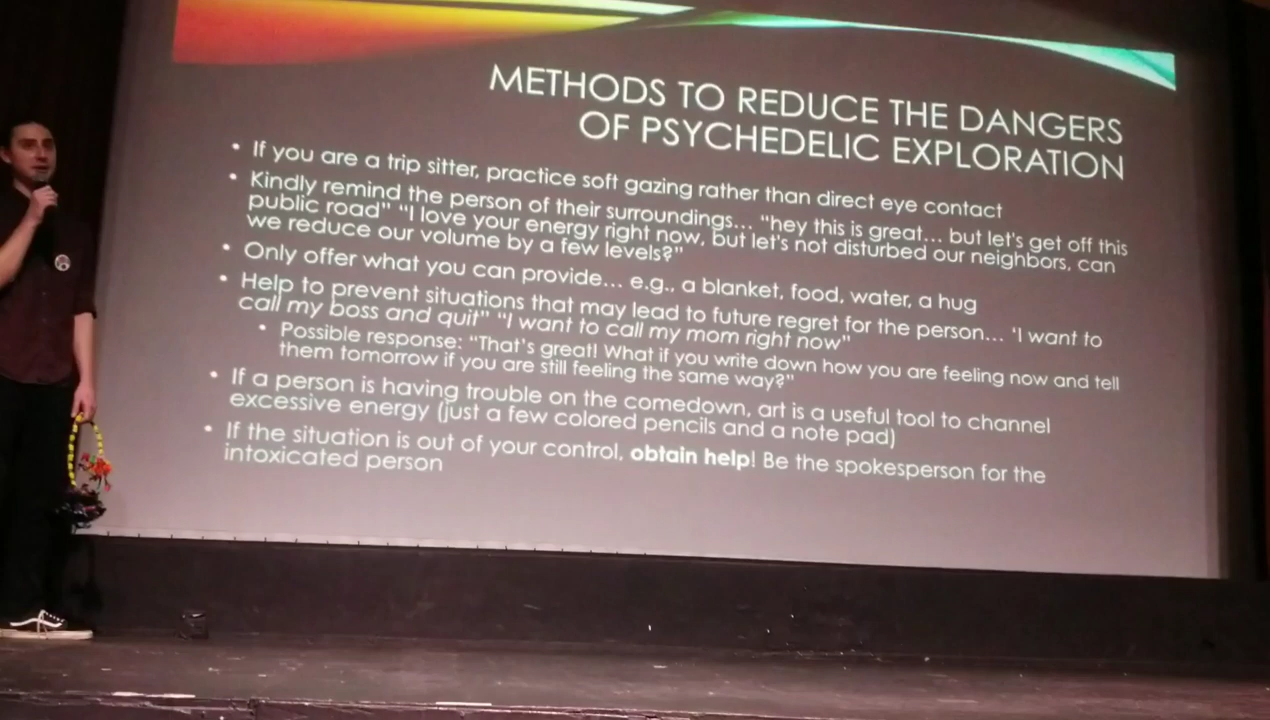 METHODS TO REDUCE THE DANGERS
OF PSYCHEDELIC EXPLORATION
• If you are a trip sitter, practice soft gazing rather than direct eye contact
• Kindly remind the person of their surroundings... "hey this is great... but let's get off this
public road" "I love your energy right now, but let's not disturbed our neighbors, can
we reduce our volume by a few levels?"
• Only offer what you can provide... e.g., a blanket, food, water, a hug
• Help to prevent situations that may lead to future regret for the person... 'I want to
call my boss and quit" "I want to call my mom right now"
• Possible response: "That's great! What if you write down how you are feeling now and tell
them tomorrow if you are still feeling the same way?"
• If a person is having trouble on the comedown, art is a useful tool to channel
excessive energy (just a few colored pencils and a note pad)
• If the situation is out of your control, obtain help! Be the spokesperson for the
intoxicated person